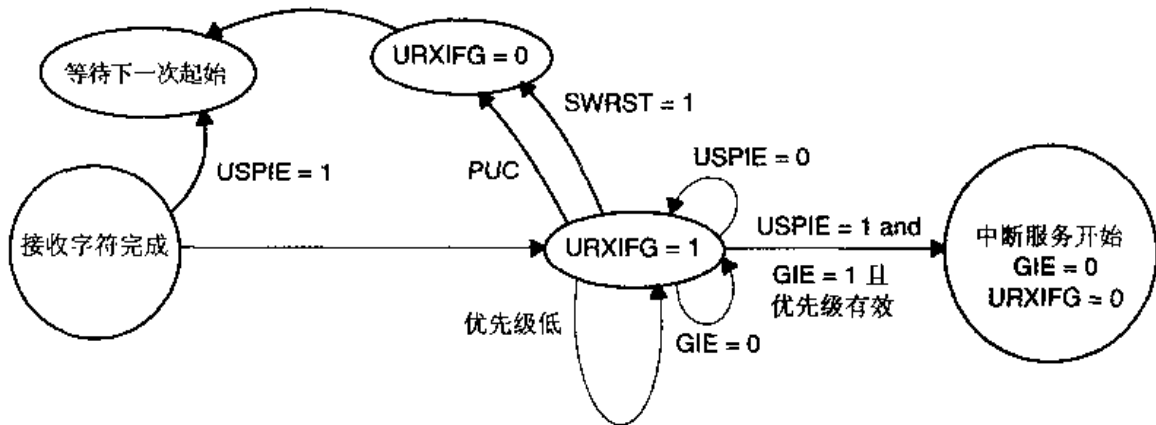 URXIFG = 0
等待下一次起始
SWRST = 1
USPIE = 1
PUC
USPIE = 0
接收字符完成
URXIFG = 1
USPIE = 1 and
GIE = 1 且
优先级有效
中断服务开始
GIE = 0
URXIFG = 0
优先级低
GIE = 0